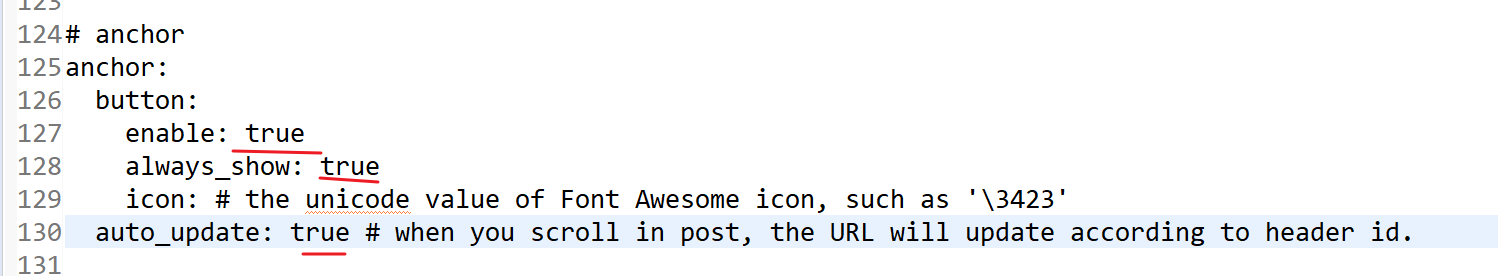 123
124# anchor
125anchor:
126  button:
127    enable: true
128    always_show: true
129    icon: # the unicode value of Font Awesome icon, such as '\3423'
130  auto_update: true # when you scroll in post, the URL will update according to header id.
131